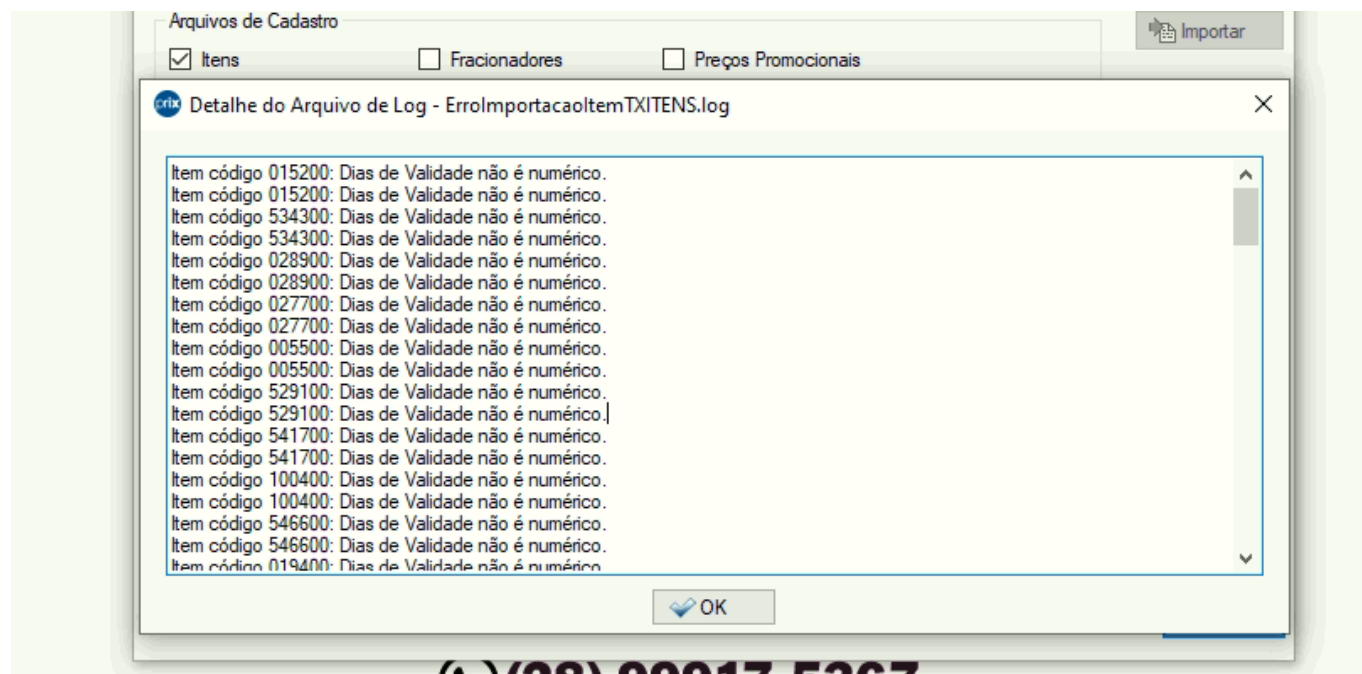 Arquivos de Cadastro
Importar
Itens
Fracionadores
Preços Promocionais
prix
Detalhe do Arquivo de Log - ErroImportacaoItemTXITENS.log
Item código 015200: Dias de Validade não é numérico.
Item código 015200: Dias de Validade não é numérico.
Item código 534300: Dias de Validade não é numérico.
Item código 534300: Dias de Validade não é numérico.
Item código 028900: Dias de Validade não é numérico.
Item código 028900: Dias de Validade não é numérico.
Item código 027700: Dias de Validade não é numérico.
Item código 027700: Dias de Validade não é numérico.
Item código 005500: Dias de Validade não é numérico.
Item código 005500: Dias de Validade não é numérico.
Item código 529100: Dias de Validade não é numérico.
Item código 529100: Dias de Validade não é numérico.
Item código 541700: Dias de Validade não é numérico.
Item código 541700: Dias de Validade não é numérico.
Item código 100400: Dias de Validade não é numérico.
Item código 100400: Dias de Validade não é numérico.
Item código 546600: Dias de Validade não é numérico.
Item código 546600: Dias de Validade não é numérico.
Item código 019400: Dias de Validade não é numérico
OK